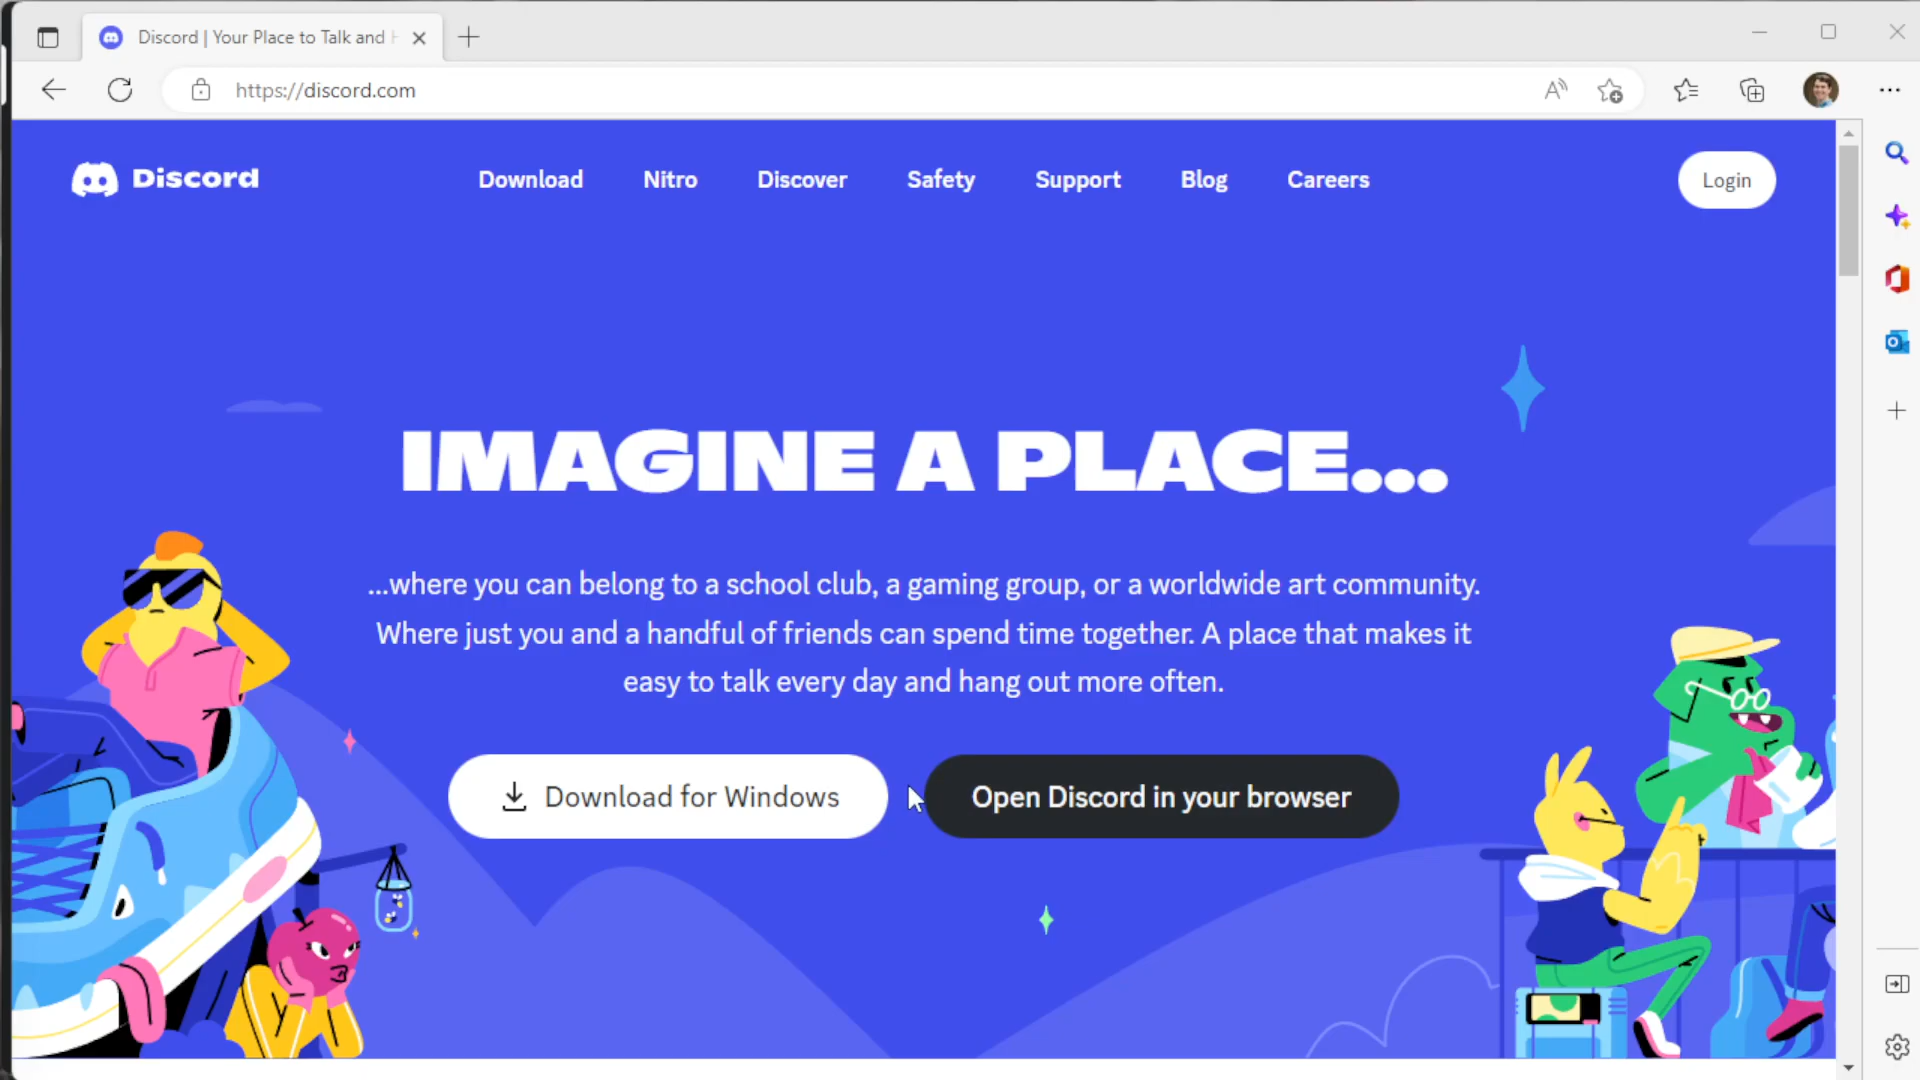 Discord | Your Place to Talk and
https://discord.com
Discord
Download
Nitro
Discover
Safety
Support
Blog
Careers
Login
IMAGINE A PLACE...
...where you can belong to a school club, a gaming group, or a worldwide art community.
Where just you and a handful of friends can spend time together. A place that makes it
easy to talk every day and hang out more often.
Download for Windows
Open Discord in your browser